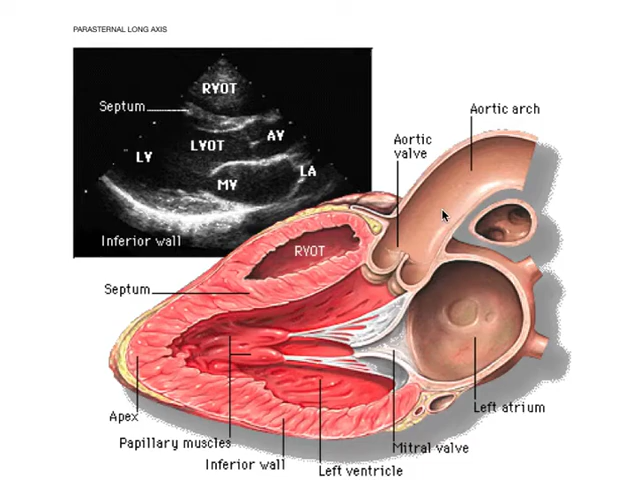 PARASTERNAL LONG AXIS
RVOT
Septum
AV
LVOT
LV
MV
LA
Inferior wall
Aortic arch
Aortic
valve
RVOT
Septum
Apex
Papillary muscles
Inferior wall
Left ventricle
Mitral valve
Left atrium